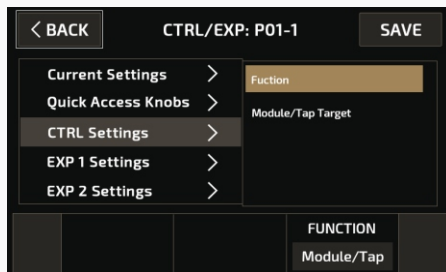 < BACK
CTRL/EXP: P01-1
SAVE
Current Settings >
Quick Access Knobs >
CTRL Settings >
EXP 1 Settings >
EXP 2 Settings >
Fuction
Module/Tap Target
FUNCTION
Module/Tap